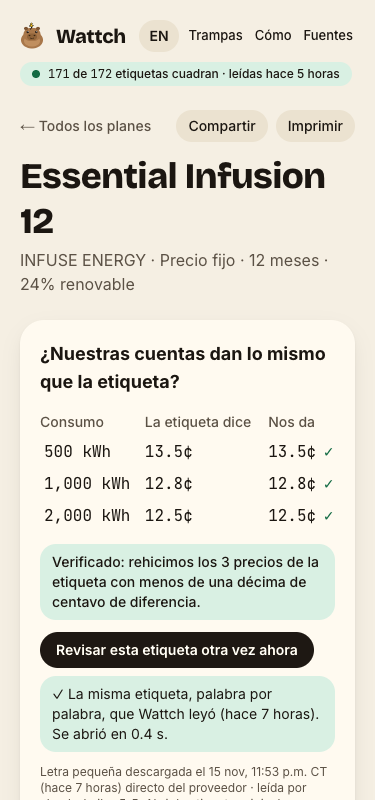 Wattch EN Trampas Cómo Fuentes
171 de 172 etiquetas cuadran · leídas hace 5 horas
← Todos los planes Compartir Imprimir
Essential Infusion
12
INFUSE ENERGY · Precio fijo · 12 meses ·
24% renovable
¿Nuestras cuentas dan lo mismo
que la etiqueta?
Consumo La etiqueta dice Nos da
500 kWh 13.5¢ 13.5¢ ✓
1,000 kWh 12.8¢ 12.8¢ ✓
2,000 kWh 12.5¢ 12.5¢ ✓
Verificado: rehicimos los 3 precios de la
etiqueta con menos de una décima de
centavo de diferencia.
Revisar esta etiqueta otra vez ahora
✓ La misma etiqueta, palabra por
palabra, que Wattch leyó (hace 7 horas).
Se abrió en 0.4 s.
Letra pequeña descargada el 15 nov, 11:53 p.m. CT
(hace 7 horas) directo del proveedor · leída por